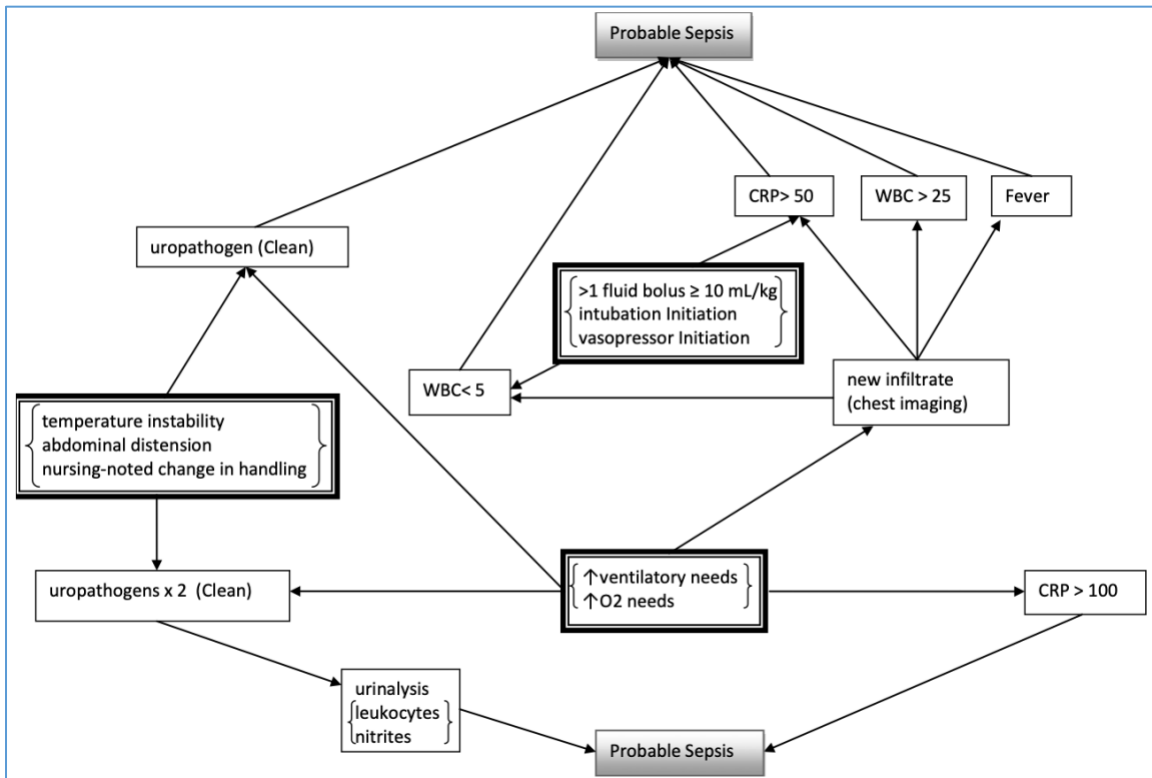 Probable Sepsis
CRP> 50
WBC > 25
Fever
uropathogen (Clean)
>1 fluid bolus ≥ 10 mL/kg
intubation Initiation
vasopressor Initiation
WBC< 5
new infiltrate
(chest imaging)
temperature instability
abdominal distension
nursing-noted change in handling
uropathogens x 2 (Clean)
↑ventilatory needs
↑O2 needs
CRP > 100
urinalysis
leukocytes
nitrites
Probable Sepsis